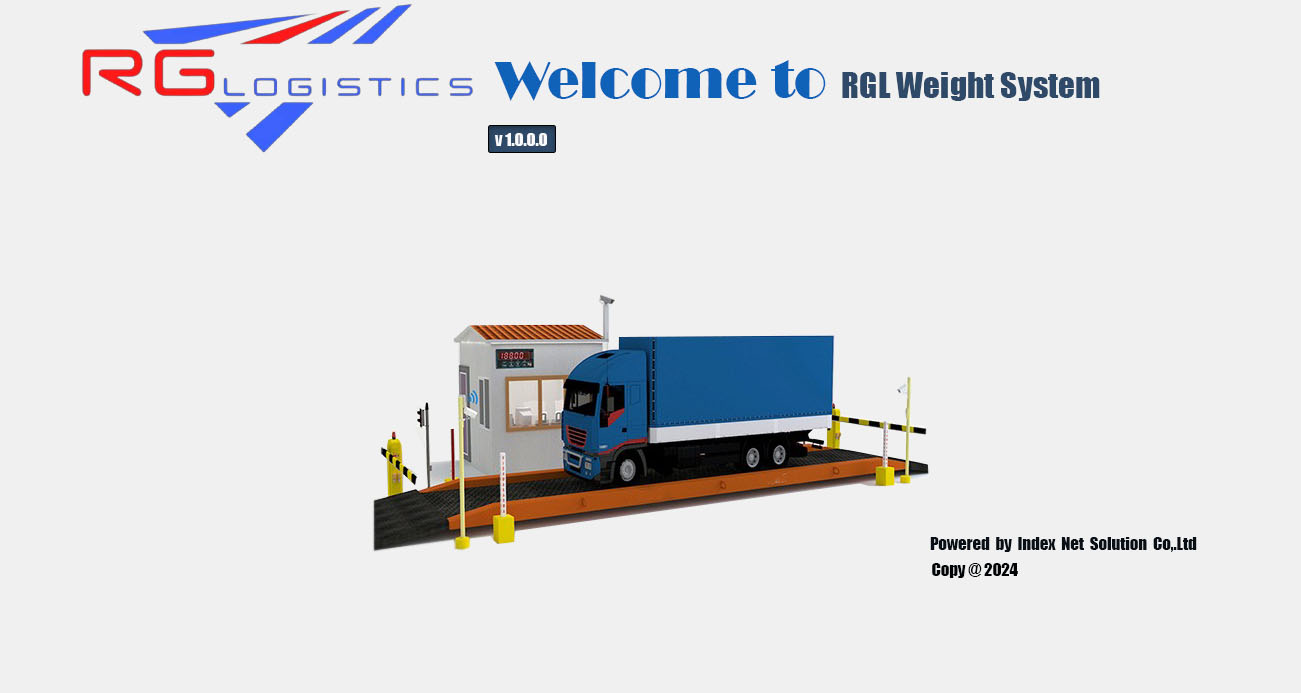 RG LOGISTICS
Welcome to RGL Weight System
v 1.0.0.0
18800
Powered by Index Net Solution Co,.Ltd
Copy @ 2024